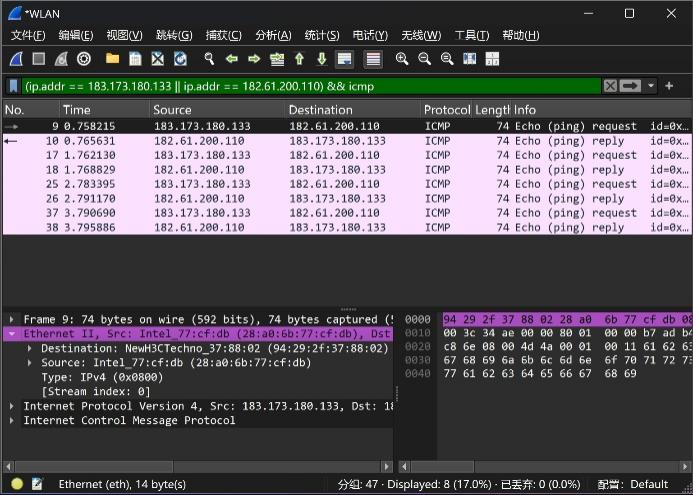 *WLAN
文件(F) 编辑(E) 视图(V) 跳转(G) 捕获(C) 分析(A) 统计(S) 电话(Y) 无线(W) 工具(T) 帮助(H)
(ip.addr == 183.173.180.133 || ip.addr == 182.61.200.110) && icmp
No. Time Source Destination Protocol Lengtl Info
9 0.758215 183.173.180.133 182.61.200.110 ICMP 74 Echo (ping) request id=0x…
10 0.765631 182.61.200.110 183.173.180.133 ICMP 74 Echo (ping) reply id=0x…
17 1.762130 183.173.180.133 182.61.200.110 ICMP 74 Echo (ping) request id=0x…
18 1.768829 182.61.200.110 183.173.180.133 ICMP 74 Echo (ping) reply id=0x…
25 2.783395 183.173.180.133 182.61.200.110 ICMP 74 Echo (ping) request id=0x…
26 2.791170 182.61.200.110 183.173.180.133 ICMP 74 Echo (ping) reply id=0x…
37 3.790690 183.173.180.133 182.61.200.110 ICMP 74 Echo (ping) request id=0x…
38 3.795886 182.61.200.110 183.173.180.133 ICMP 74 Echo (ping) reply id=0x…
Frame 9: 74 bytes on wire (592 bits), 74 bytes captured (5
Ethernet II, Src: Intel_77:cf:db (28:a0:6b:77:cf:db), Dst
Destination: NewH3CTechno_37:88:02 (94:29:2f:37:88:02)
Source: Intel_77:cf:db (28:a0:6b:77:cf:db)
Type: IPv4 (0x0800)
[Stream index: 0]
Internet Protocol Version 4, Src: 183.173.180.133, Dst: 18
Internet Control Message Protocol
0000 94 29 2f 37 88 02 28 a0 6b 77 cf db 08
0010 00 3c 34 ae 00 00 80 01 00 00 b7 ad b4
0020 c8 6e 08 00 4d 4a 00 01 00 11 61 62 63
0030 67 68 69 6a 6b 6c 6d 6e 6f 70 71 72 73
0040 77 61 62 63 64 65 66 67 68 69
Ethernet (eth), 14 byte(s) 分组: 47 · Displayed: 8 (17.0%) · 已丢弃: 0 (0.0%) 配置: Default